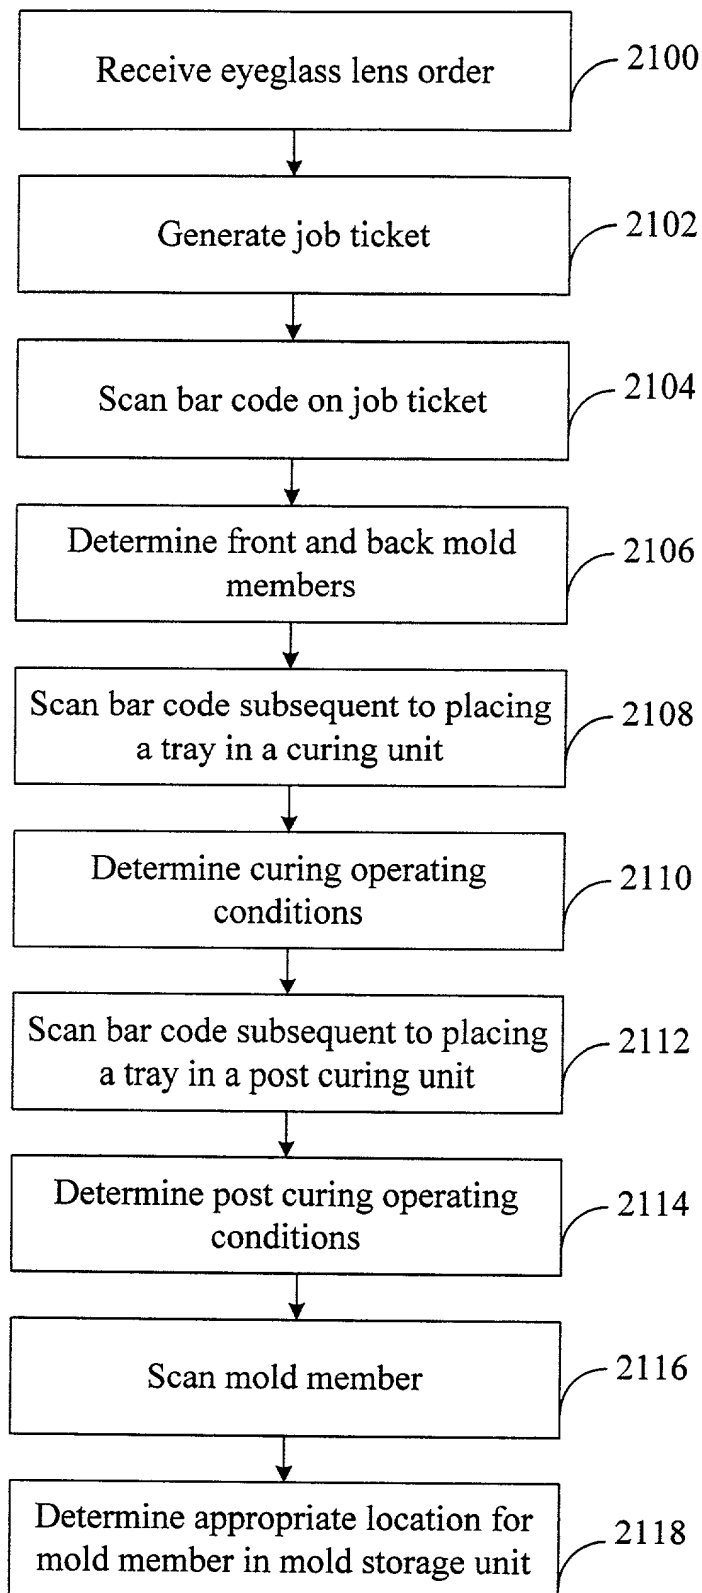 Receive eyeglass lens order
2100
Generate job ticket
2102
Scan bar code on job ticket
2104
Determine front and back mold
members
2106
Scan bar code subsequent to placing
a tray in a curing unit
2108
Determine curing operating
conditions
2110
Scan bar code subsequent to placing
a tray in a post curing unit
2112
Determine post curing operating
conditions
2114
Scan mold member
2116
Determine appropriate location for
mold member in mold storage unit
2118